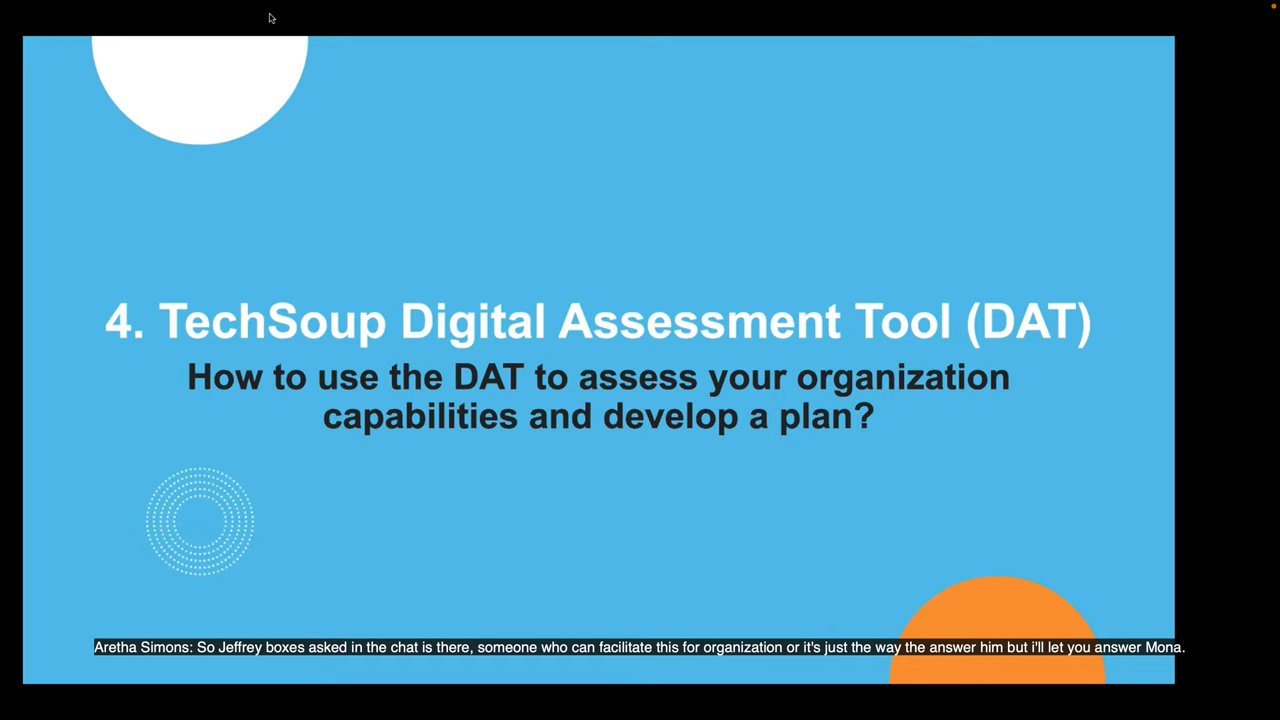 4. TechSoup Digital Assessment Tool (DAT)
How to use the DAT to assess your organization
capabilities and develop a plan?
Aretha Simons: So Jeffrey boxes asked in the chat is there, someone who can facilitate this for organization or it's just the way the answer him but i'll let you answer Mona.